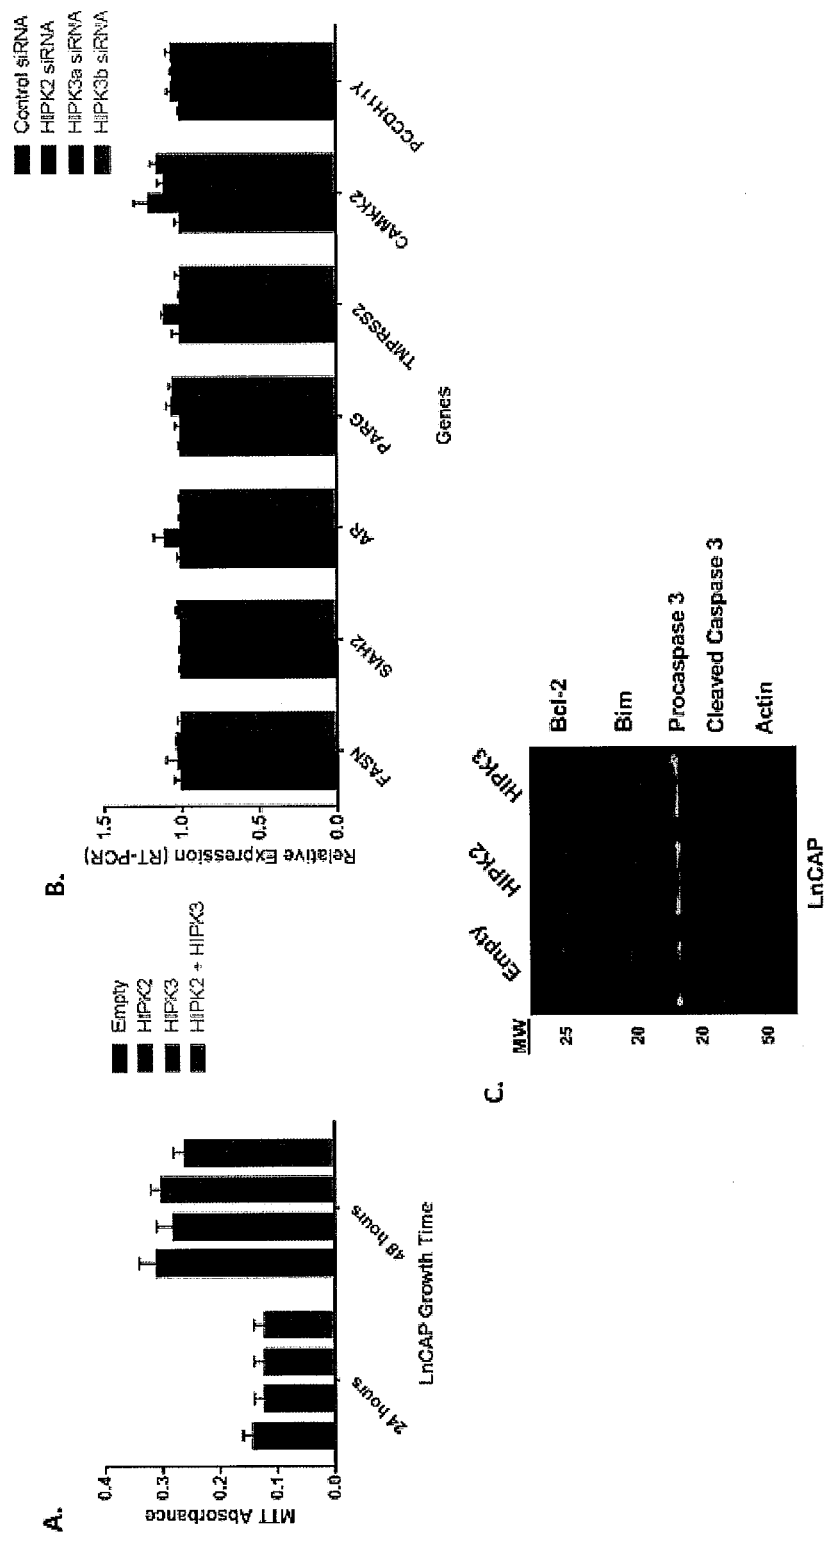 A.
MTT Absorbance
0.4
0.3
0.2
0.1
0.0
24 hours
48 hours
LnCAP Growth Time
Empty
HIPK2
HIPK3
HIPK2 + HIPK3
B.
Relative Expression (RT-PCR)
1.5
1.0
0.5
0.0
FASN
SIAH2
AR
PARG
TMPRSS2
CAMKK2
PCCDH11Y
Genes
Control siRNA
HIPK2 siRNA
HIPK3a siRNA
HIPK3b siRNA
C.
MW
25
20
20
50
Empty
HIPK2
HIPK3
Bcl-2
Bim
Procaspase 3
Cleaved Caspase 3
Actin
LnCAP